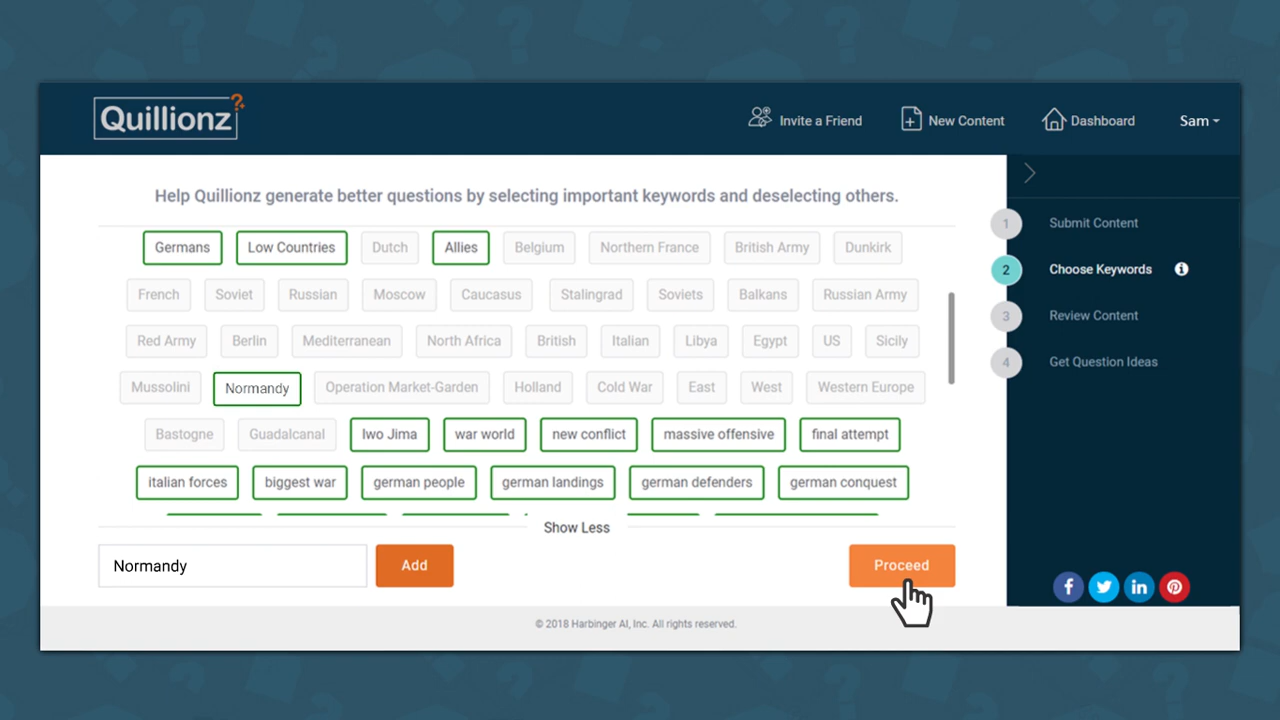 Quillionz
Invite a Friend New Content Dashboard Sam
Help Quillionz generate better questions by selecting important keywords and deselecting others.
Germans Low Countries Dutch Allies Belgium Northern France British Army Dunkirk
French Soviet Russian Moscow Caucasus Stalingrad Soviets Balkans Russian Army
Red Army Berlin Mediterranean North Africa British Italian Libya Egypt US Sicily
Mussolini Normandy Operation Market-Garden Holland Cold War East West Western Europe
Bastogne Guadalcanal Iwo Jima war world new conflict massive offensive final attempt
italian forces biggest war german people german landings german defenders german conquest
Show Less
Normandy Add Proceed
1 Submit Content
2 Choose Keywords
3 Review Content
4 Get Question Ideas
© 2018 Harbinger AI, Inc. All rights reserved.